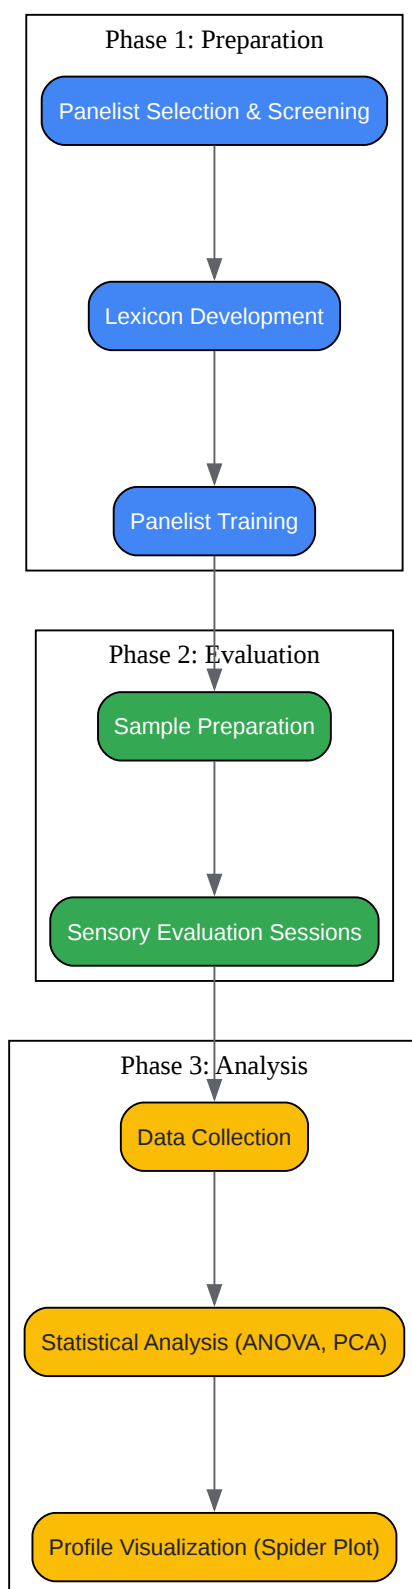 Phase 1: Preparation
Panelist Selection & Screening
Lexicon Development
Panelist Training
Phase 2: Evaluation
Sample Preparation
Sensory Evaluation Sessions
Phase 3: Analysis
Data Collection
Statistical Analysis (ANOVA, PCA)
Profile Visualization (Spider Plot)